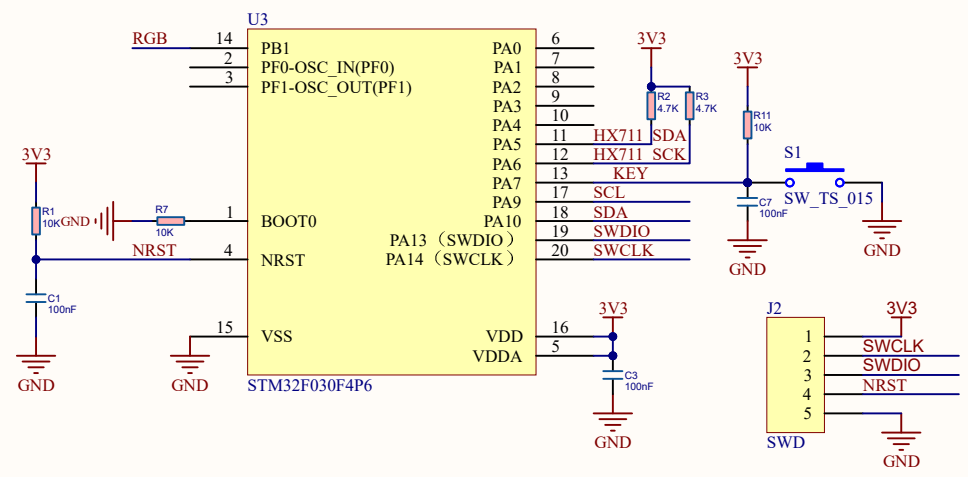 U3
RGB 14 PB1 PA0 6
2 PF0-OSC_IN(PF0) PA1 7
3 PF1-OSC_OUT(PF1) PA2 8
PA3 9
PA4 10
PA5 11 HX711_SDA
PA6 12 HX711_SCK
PA7 13 KEY
PA9 17 SCL
PA10 18 SDA
PA13（SWDIO） 19 SWDIO
PA14（SWCLK） 20 SWCLK
3V3
R2
4.7K
R3
4.7K
3V3
R11
10K
S1
SW_TS_015
C7
100nF
GND
GND
3V3
R1
10K
GND
R7
10K
1 BOOT0
NRST 4 NRST
C1
100nF
GND
15 VSS
GND
VDD 16
VDDA 5
3V3
C3
100nF
GND
STM32F030F4P6
J2
3V3
1
2 SWCLK
3 SWDIO
4 NRST
5
SWD
GND